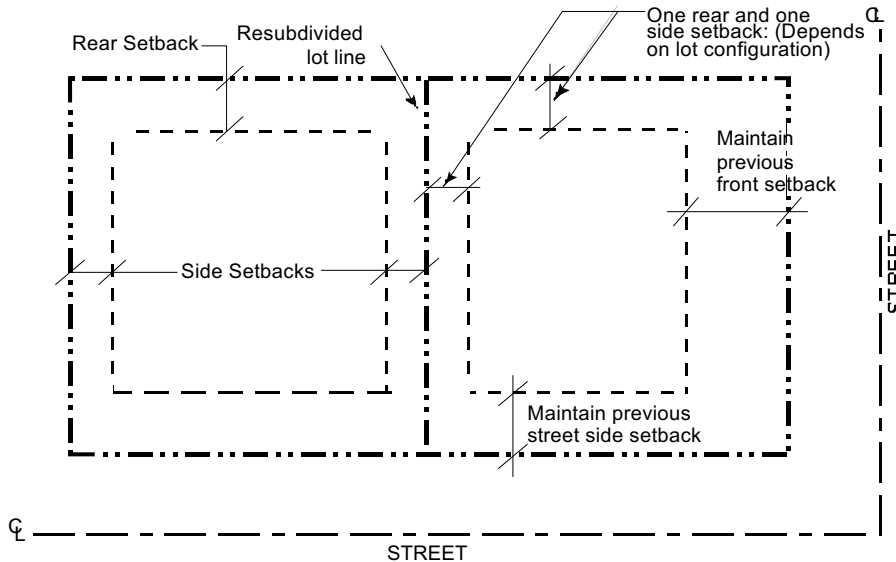 One rear and one
side setback: (Depends
on lot configuration)
℄
Rear Setback
Resubdivided
lot line
Maintain
previous
front setback
Side Setbacks
STREET
Maintain previous
street side setback
℄
STREET